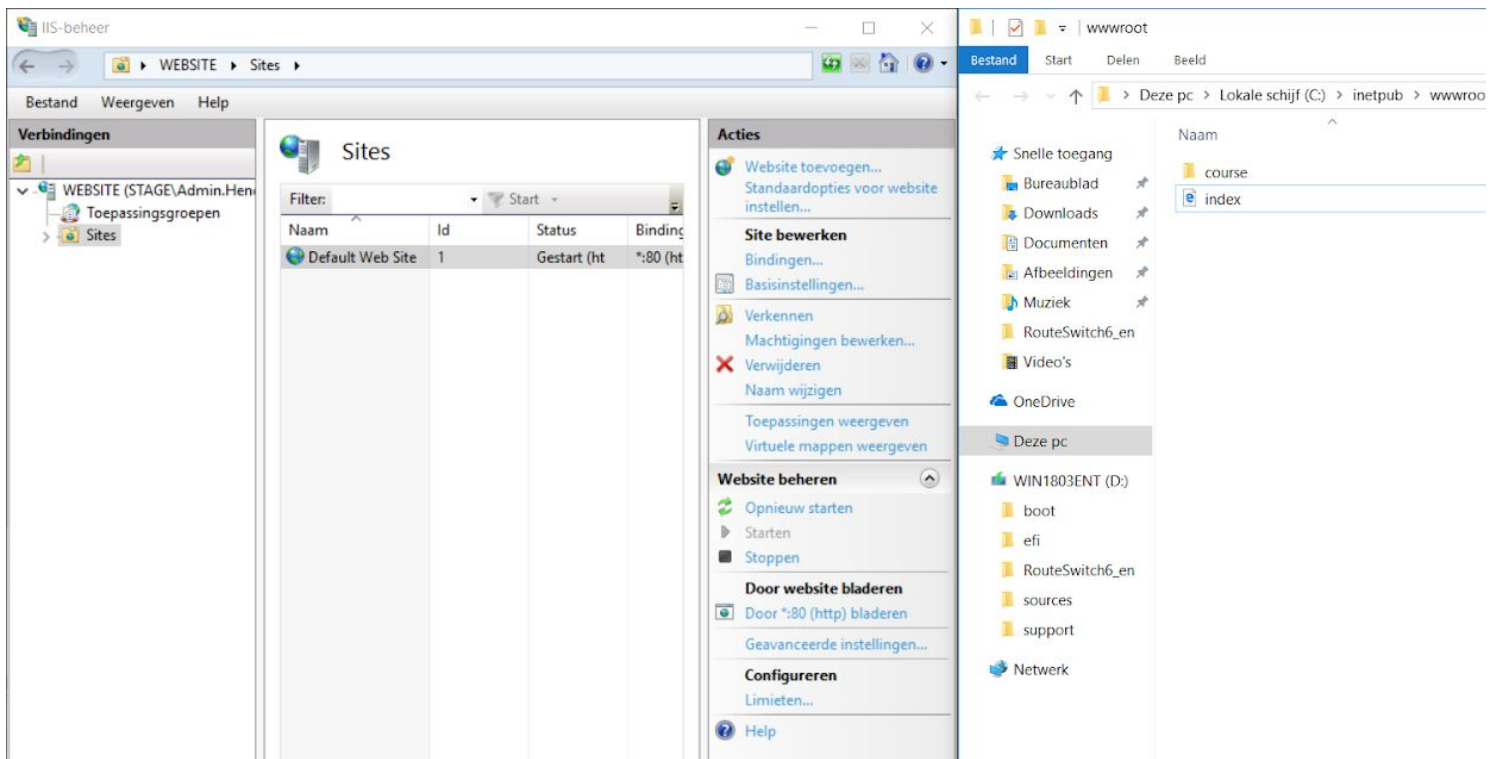 IIS-beheer
WEBSITE
Sites
Bestand Weergeven Help
Verbindingen
WEBSITE (STAGE\Admin.Hen
Toepassingsgroepen
Sites
Sites
Filter:
Start
Naam Id Status Binding
Default Web Site 1 Gestart (ht *:80 (ht
Acties
Website toevoegen...
Standaardopties voor website
instellen...
Site bewerken
Bindingen...
Basisinstellingen...
Verkennen
Machtigingen bewerken...
Verwijderen
Naam wijzigen
Toepassingen weergeven
Virtuele mappen weergeven
Website beheren
Opnieuw starten
Starten
Stoppen
Door website bladeren
Door *:80 (http) bladeren
Geavanceerde instellingen...
Configureren
Limieten...
Help
wwwroot
Bestand Start Delen Beeld
Deze pc > Lokale schijf (C:) > inetpub > wwwroo
Snelle toegang
Bureaublad
Downloads
Documenten
Afbeeldingen
Muziek
RouteSwitch6_en
Video's
OneDrive
Deze pc
WIN1803ENT (D:)
boot
efi
RouteSwitch6_en
sources
support
Netwerk
Naam
course
index